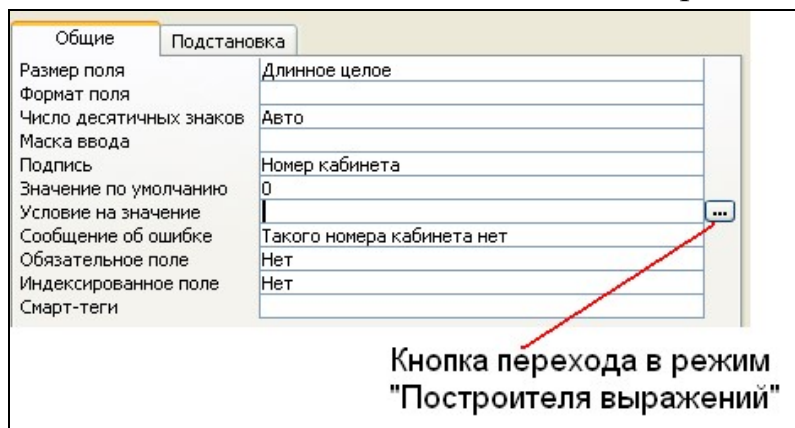 Общие Подстановка
Размер поля Длинное целое
Формат поля
Число десятичных знаков Авто
Маска ввода
Подпись Номер кабинета
Значение по умолчанию 0
Условие на значение ...
Сообщение об ошибке Такого номера кабинета нет
Обязательное поле Нет
Индексированное поле Нет
Смарт-теги
Кнопка перехода в режим
"Построителя выражений"